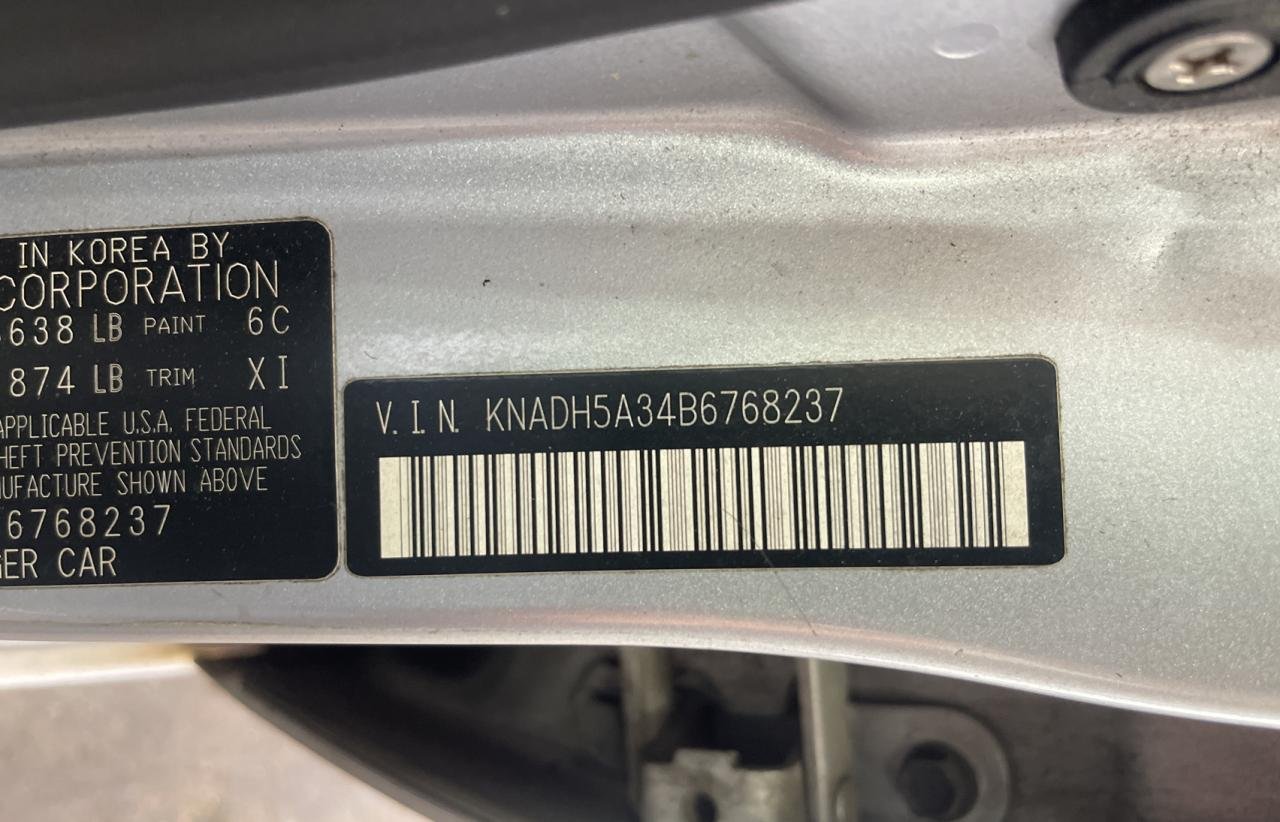 IN KOREA BY
CORPORATION
638 LB PAINT 6C
874 LB TRIM XI
APPLICABLE U.S.A. FEDERAL
HEFT PREVENTION STANDARDS
UFACTURE SHOWN ABOVE
6768237
GER CAR
V.I.N. KNADH5A34B6768237